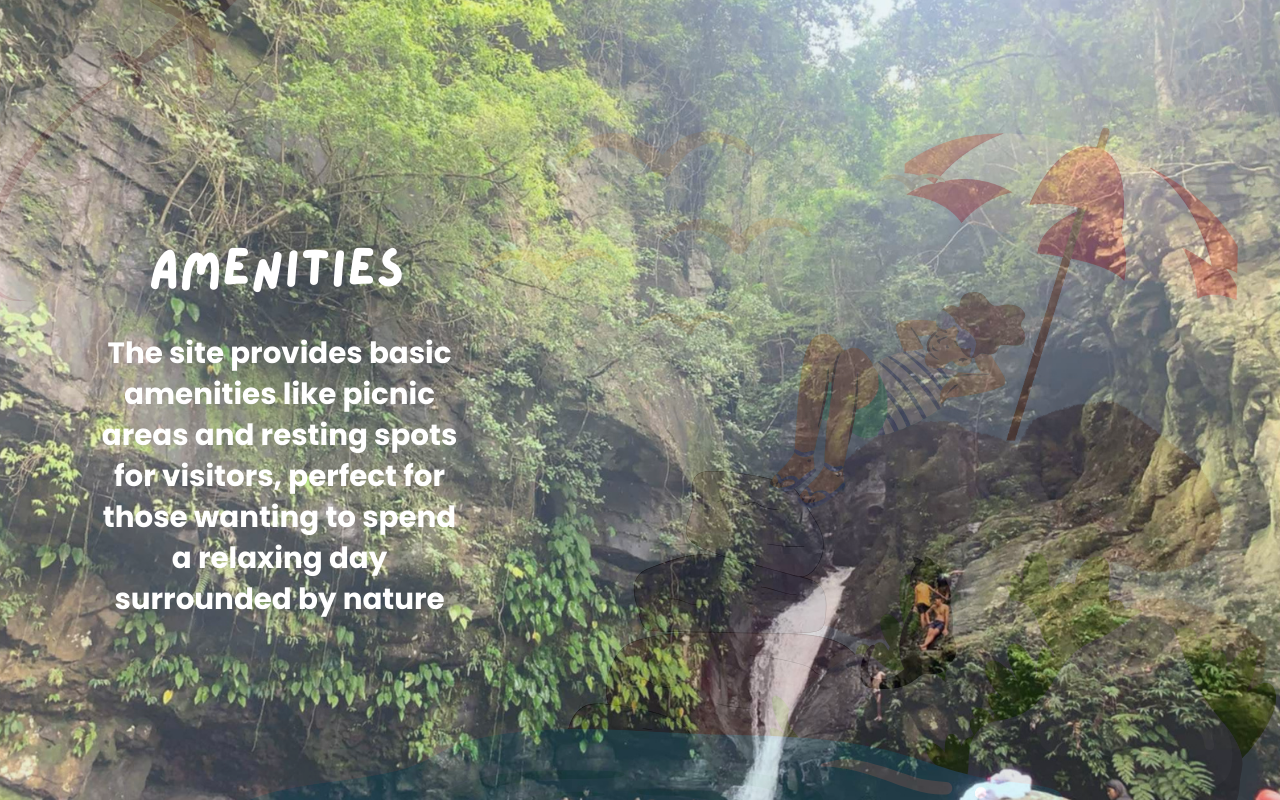 AMENITIES
The site provides basic
amenities like picnic
areas and resting spots
for visitors, perfect for
those wanting to spend
a relaxing day
surrounded by nature